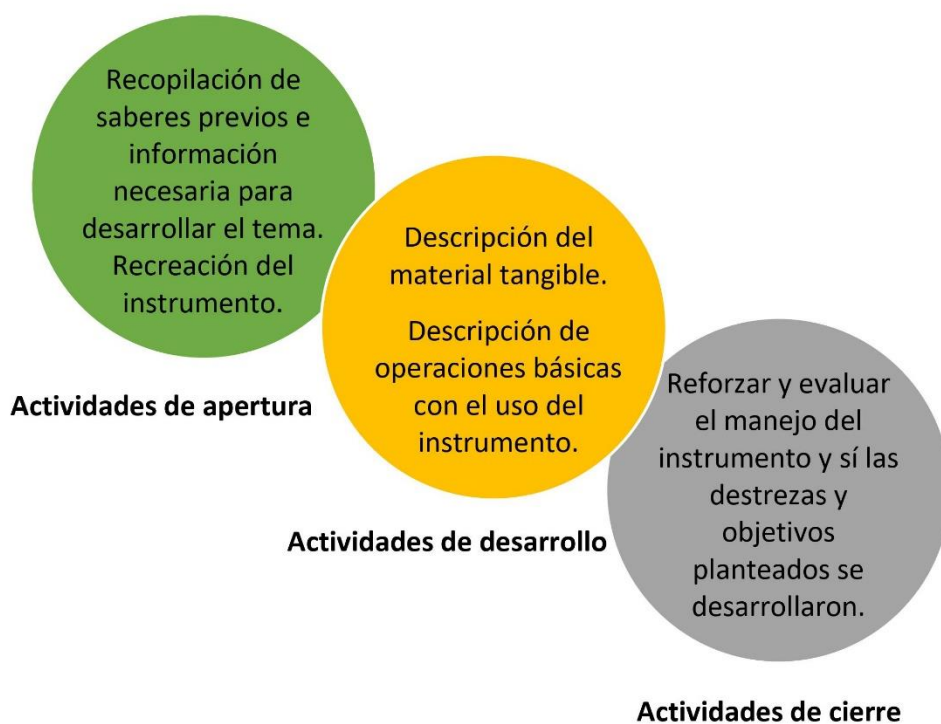 Recopilación de
saberes previos e
información
necesaria para
desarrollar el tema.
Recreación del
instrumento.
Actividades de apertura
Descripción del
material tangible.
Descripción de
operaciones básicas
con el uso del
instrumento.
Actividades de desarrollo
Reforzar y evaluar
el manejo del
instrumento y sí las
destrezas y
objetivos
planteados se
desarrollaron.
Actividades de cierre